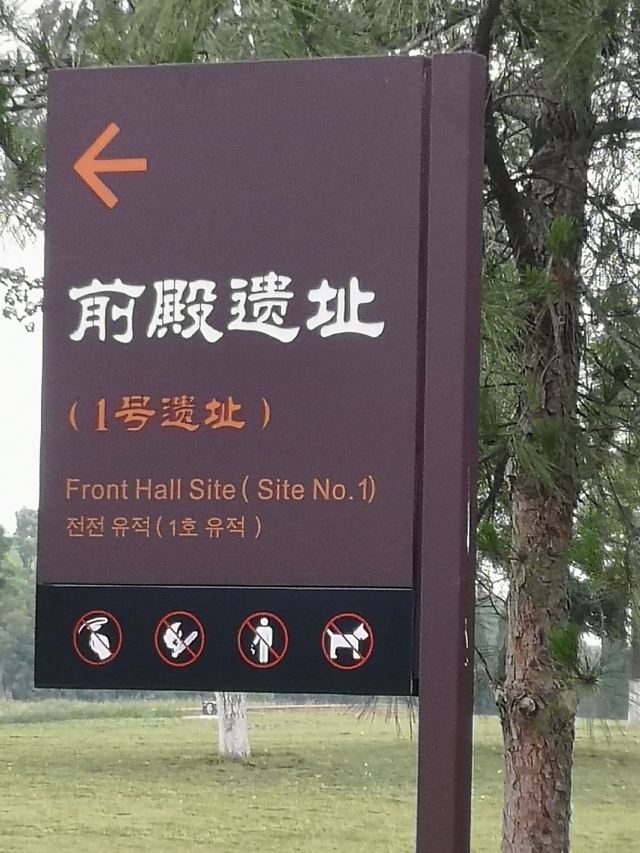 前殿遗址
(1号遗址)
Front Hall Site ( Site No.1)
전전 유적 ( 1호 유적 )